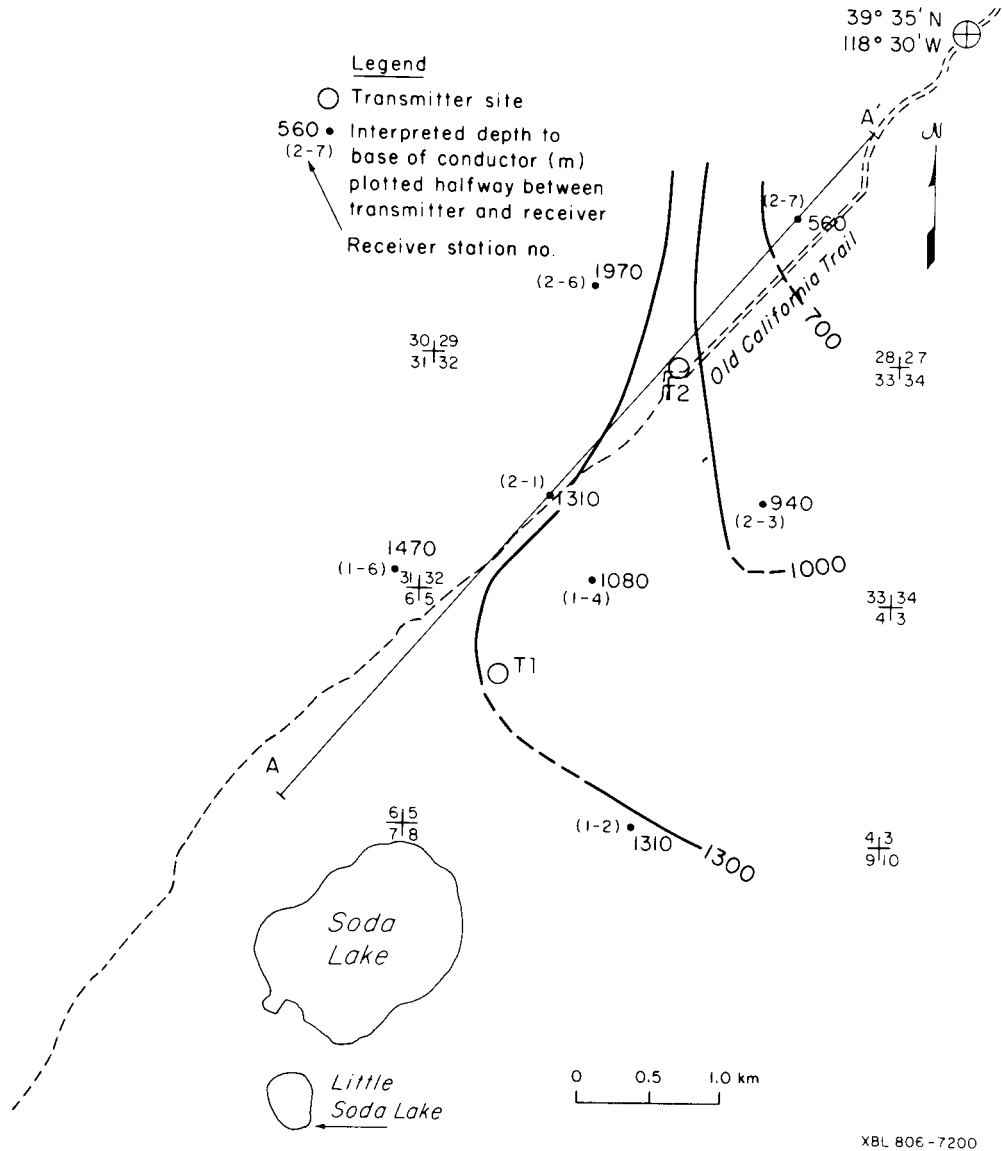 39° 35' N
118° 30' W
Legend
Transmitter site
560 • Interpreted depth to
(2-7) base of conductor (m)
plotted halfway between
transmitter and receiver
Receiver station no.
A'
N
(2-7)
560
Old California Trail
700
1970
(2-6)
30 29
31 32
28 27
33 34
T2
(2-1)
1310
940
(2-3)
1470
(1-6)
31 32
6 5
1080
(1-4)
1000
33 34
4 3
T1
A
6 5
7 8
(1-2)
1310
1300
4 3
9 10
Soda
Lake
Little
Soda Lake
0 0.5 1.0 km
XBL 806-7200